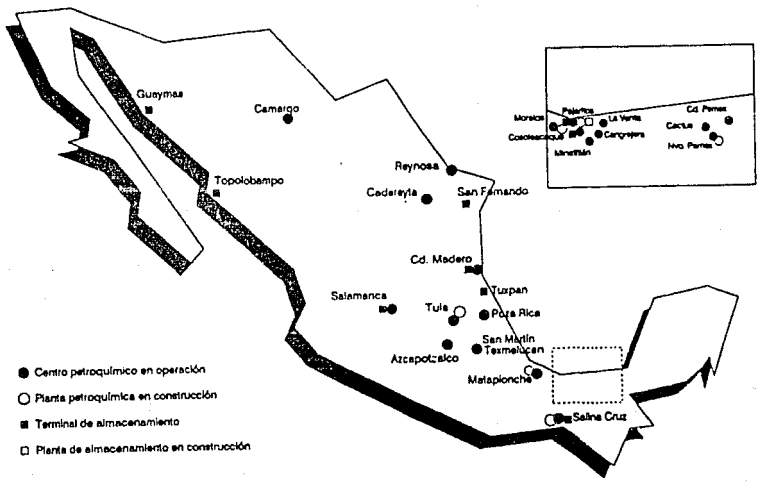 Guaymas
Camargo
Topolobampo
Reynosa
Cadereyta
San Fernando
Cd. Madero
Tuxpan
Salamanca
Tula
Poza Rica
San Martín
Texmelucan
Azcapotzalco
Matapionche
Salina Cruz
Morelos
Pajaritos
La Venta
Cosoleacaque
Cangrejera
Minatitlán
Cd. Pemex
Cactus
Nvo. Pemex
Centro petroquímico en operación
Planta petroquímica en construcción
Terminal de almacenamiento
Planta de almacenamiento en construcción